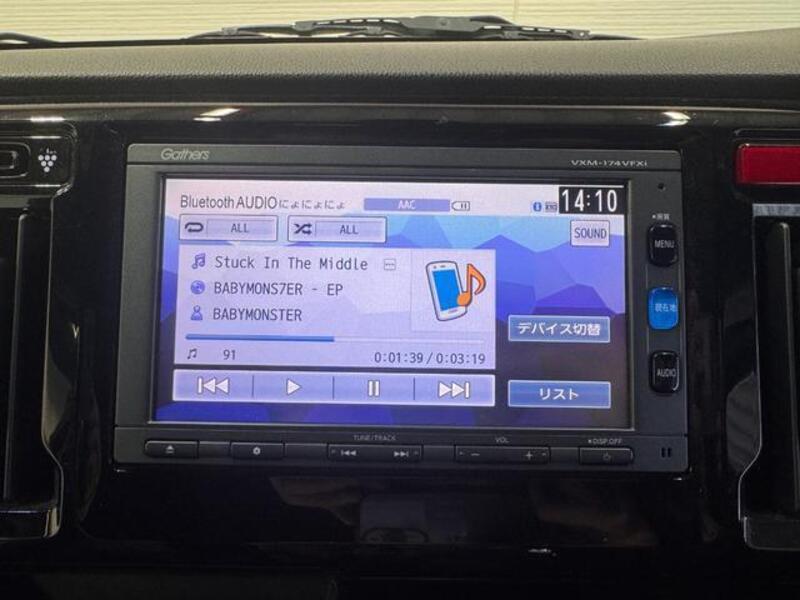 Gathers VXM-174VFXi
Bluetooth AUDIO にょにょにょ AAC 14:10
ALL ALL SOUND
Stuck In The Middle
BABYMONS7ER - EP
BABYMONSTER
デバイス切替
91 0:01:39/0:03:19
リスト
MENU
現在地
AUDIO
TUNE/TRACK VOL DISP.OFF